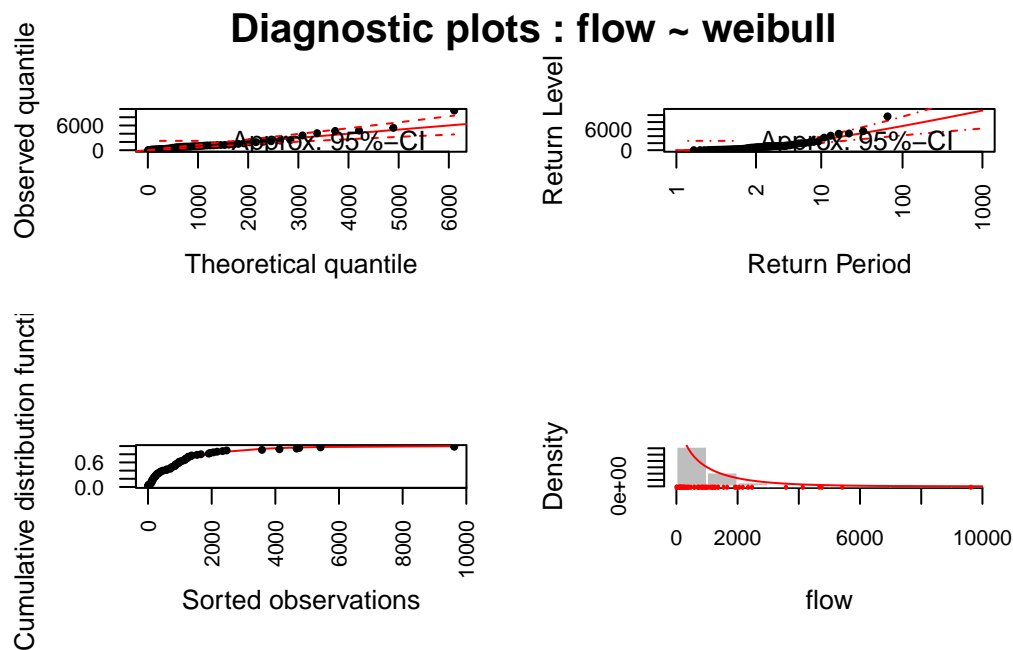 Diagnostic plots : flow ~ weibull
Observed quantile
6000
0
Approx. 95%−CI
0 1000 2000 3000 4000 5000 6000
Theoretical quantile
Return Level
6000
0
Approx. 95%−CI
1 2 10 100 1000
Return Period
Cumulative distribution functi
0.6
0.0
0 2000 4000 6000 8000 10000
Sorted observations
Density
0e+00
0 2000 6000 10000
flow